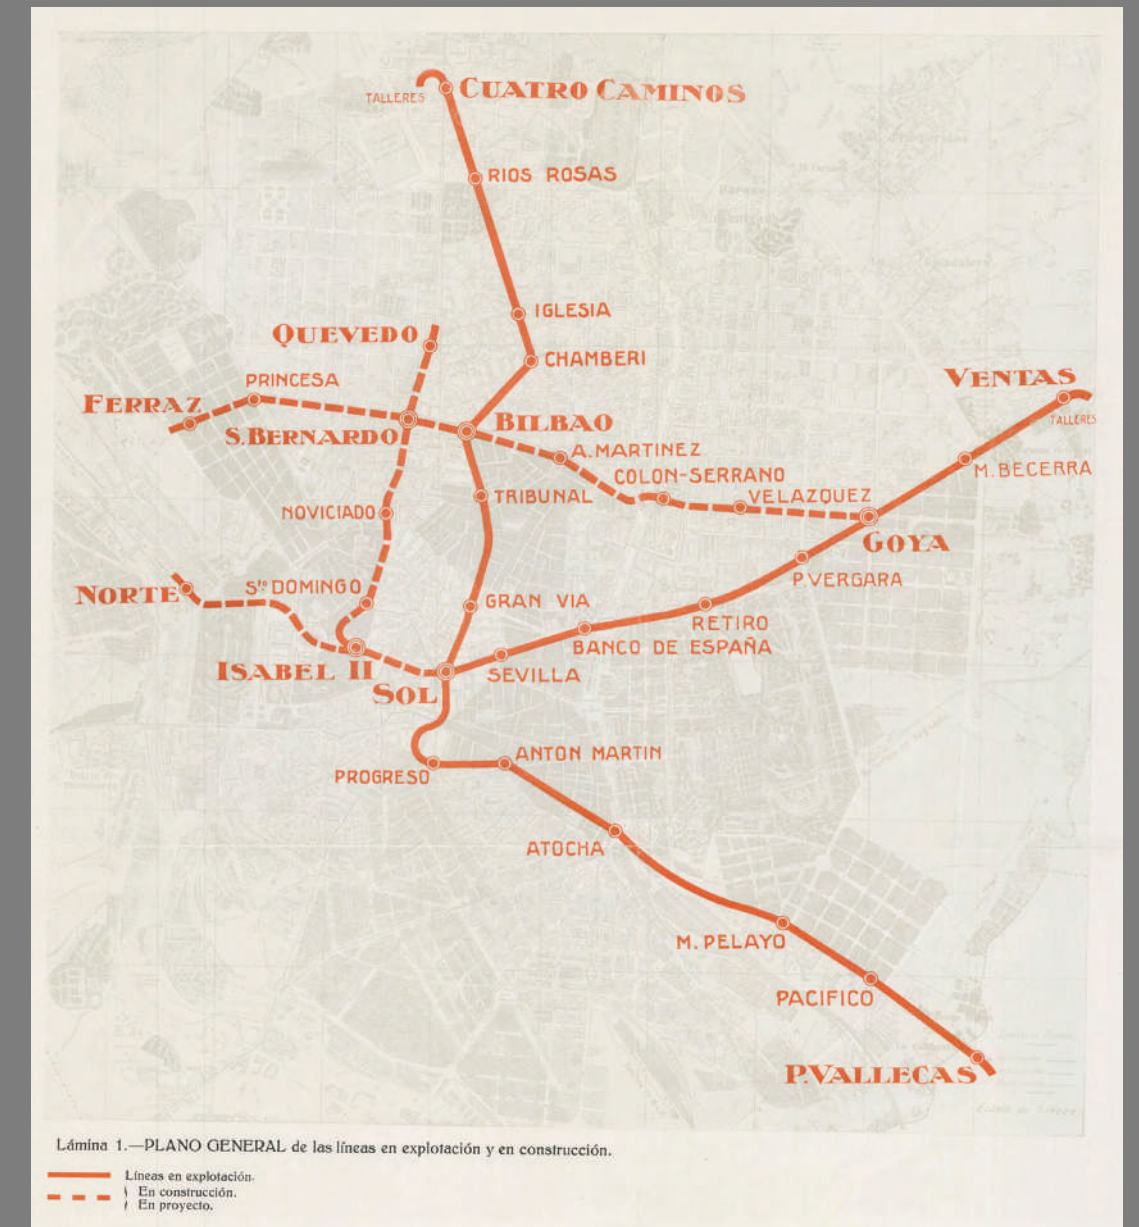 CUATRO CAMINOS
TALLERES
RIOS ROSAS
IGLESIA
QUEVEDO
CHAMBERI
PRINCESA
VENTAS
FERRAZ
TALLERES
S. BERNARDO
BILBAO
A. MARTINEZ
M. BECERRA
COLON-SERRANO
TRIBUNAL
VELAZQUEZ
NOVICIADO
GOYA
P. VERGARA
NORTE
Sto DOMINGO
GRAN VIA
RETIRO
BANCO DE ESPAÑA
ISABEL II
SEVILLA
SOL
ANTON MARTIN
PROGRESO
ATOCHA
M. PELAYO
PACIFICO
P. VALLECAS
Lámina 1.—PLANO GENERAL de las líneas en explotación y en construcción.
Líneas en explotación.
En construcción.
En proyecto.